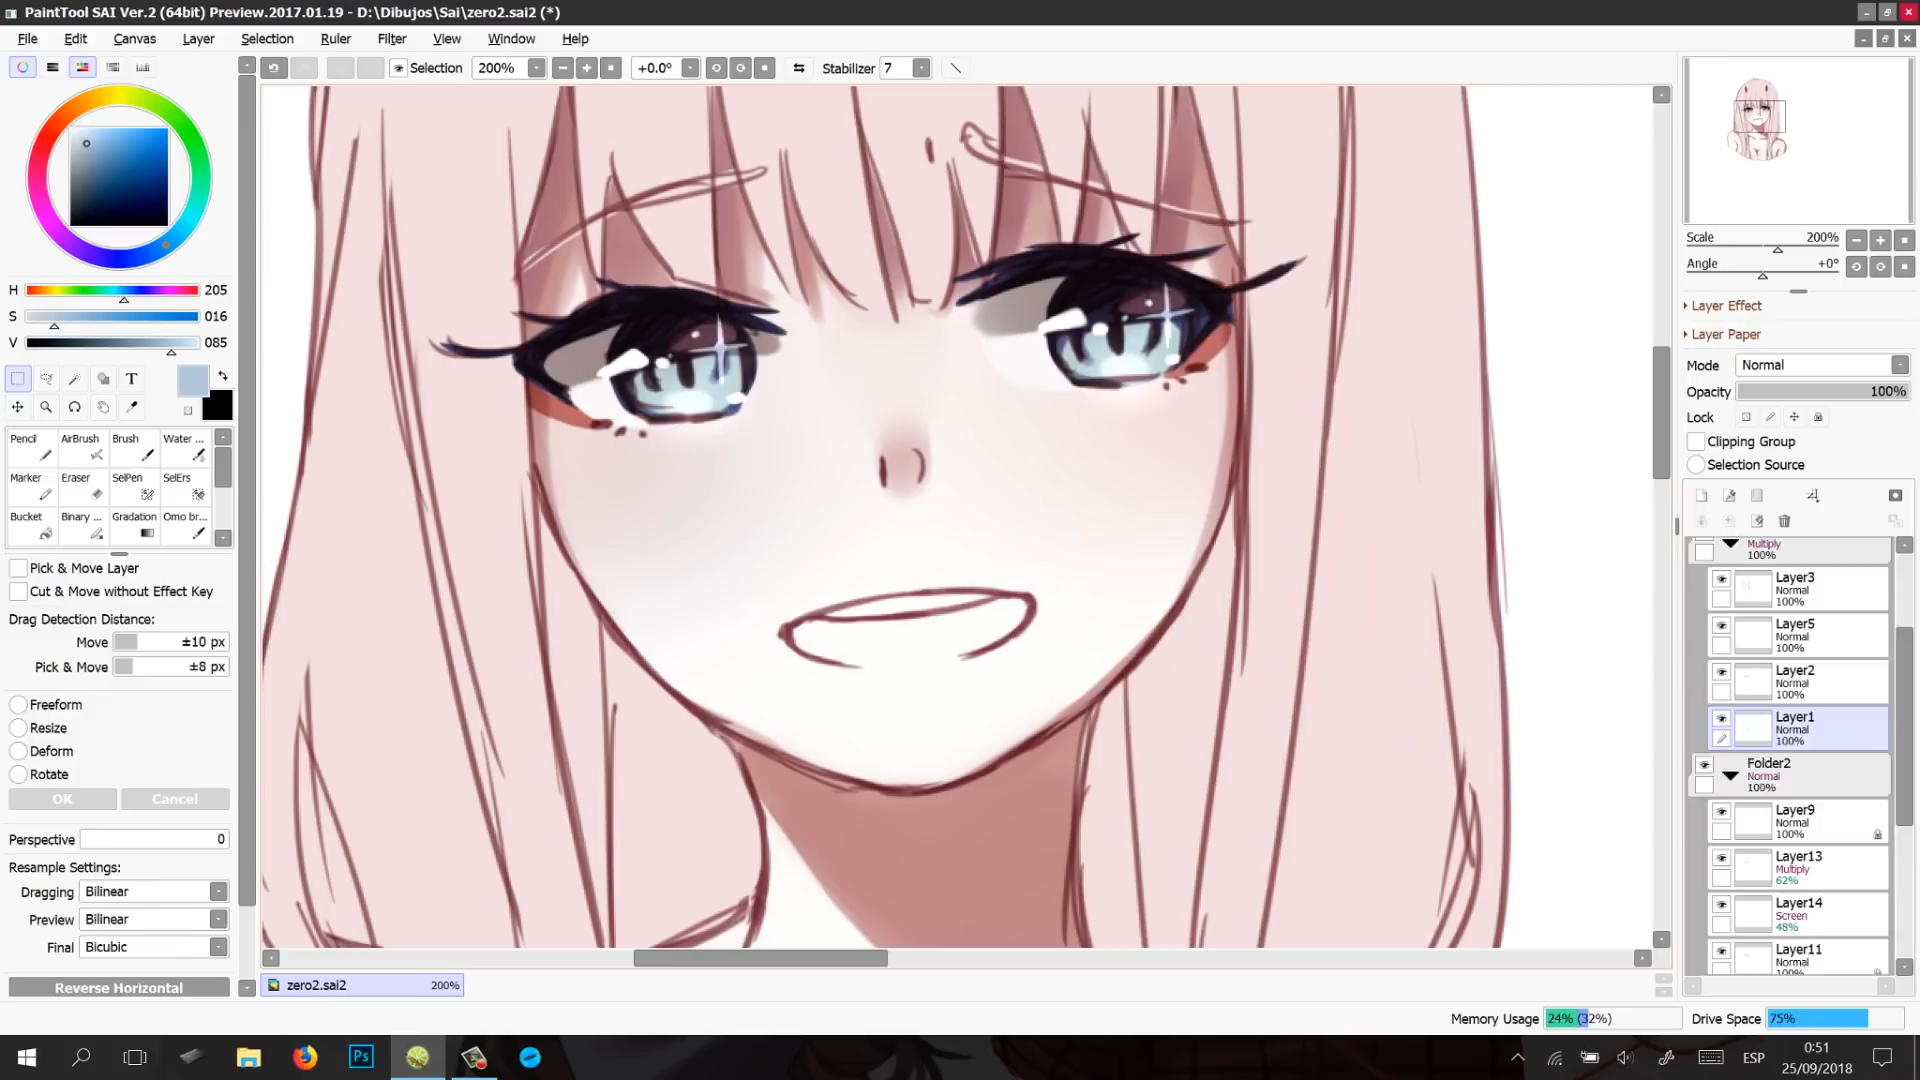 PaintTool SAI Ver.2 (64bit) Preview.2017.01.19 - D:\Dibujos\Sai\zero2.sai2 (*)
File Edit Canvas Layer Selection Ruler Filter View Window Help
Selection 200% +0.0° Stabilizer 7
Scale 200%
Angle +0°
Layer Effect
Layer Paper
Mode Normal
Opacity 100%
Lock
Clipping Group
Selection Source
H 205
S 016
V 085
T
Pencil AirBrush Brush Water ...
Marker Eraser SelPen SelErs
Bucket Binary ... Gradation Omo br...
Pick & Move Layer
Cut & Move without Effect Key
Drag Detection Distance:
Move ±10 px
Pick & Move ±8 px
Freeform
Resize
Deform
Rotate
OK Cancel
Perspective 0
Resample Settings:
Dragging Bilinear
Preview Bilinear
Final Bicubic
Reverse Horizontal
Multiply
100%
Layer3
Normal
100%
Layer5
Normal
100%
Layer2
Normal
100%
Layer1
Normal
100%
Folder2
Normal
100%
Layer9
Normal
100%
Layer13
Multiply
62%
Layer14
Screen
48%
Layer11
Normal
100%
zero2.sai2 200%
Memory Usage 24% (32%) Drive Space 75%
Ps
ESP
0:51
25/09/2018